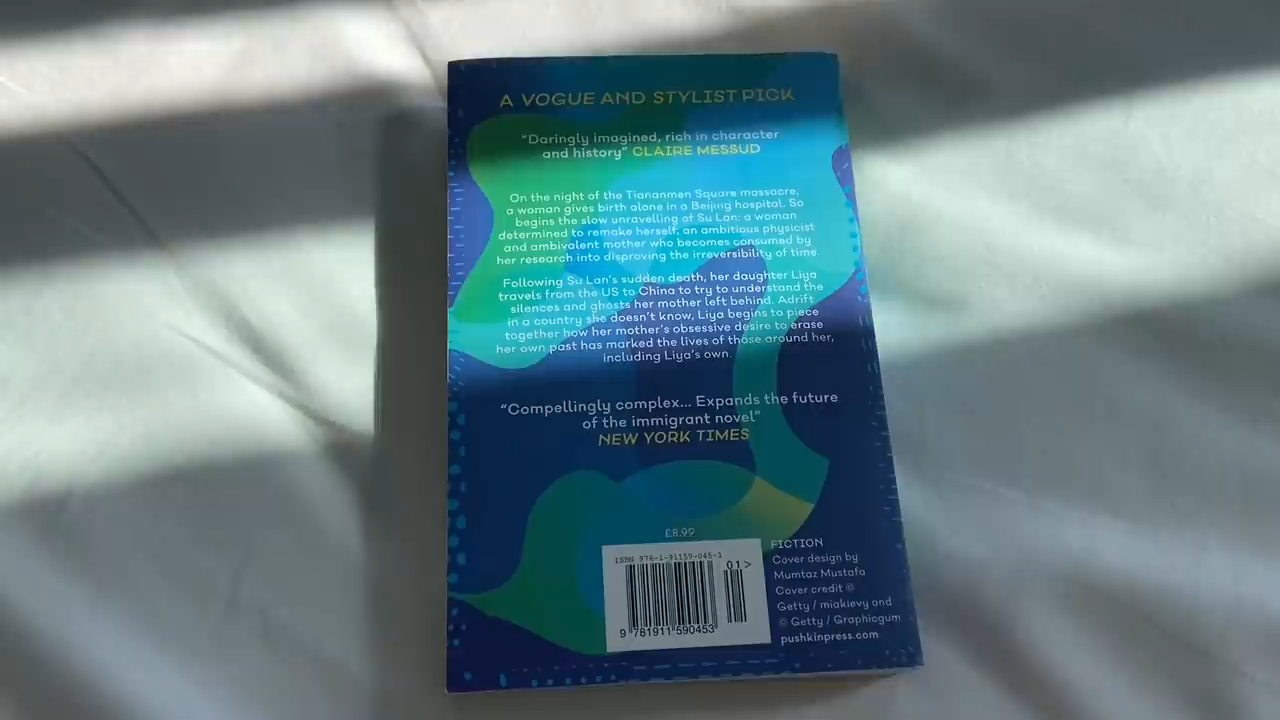 A VOGUE AND STYLIST PICK
“Daringly imagined, rich in character
and history” CLAIRE MESSUD
On the night of the Tiananmen Square massacre,
a woman gives birth alone in a Beijing hospital. So
begins the slow unravelling of Su Lan: a woman
determined to remake herself, an ambitious physicist
and ambivalent mother who becomes consumed by
her research into disproving the irreversibility of time
Following Su Lan's sudden death, her daughter Liya
travels from the US to China to try to understand the
silences and ghosts her mother left behind. Adrift
in a country she doesn't know, Liya begins to piece
together how her mother's obsessive desire to erase
her own past has marked the lives of those around her,
including Liya's own.
“Compellingly complex... Expands the future
of the immigrant novel”
NEW YORK TIMES
£8.99
ISBN 978-1-91159-045-3
01>
9 781911 590453
FICTION
Cover design by
Mumtaz Mustafa
Cover credit ©
Getty / miakievy and
© Getty / Graphicgum
pushkinpress.com